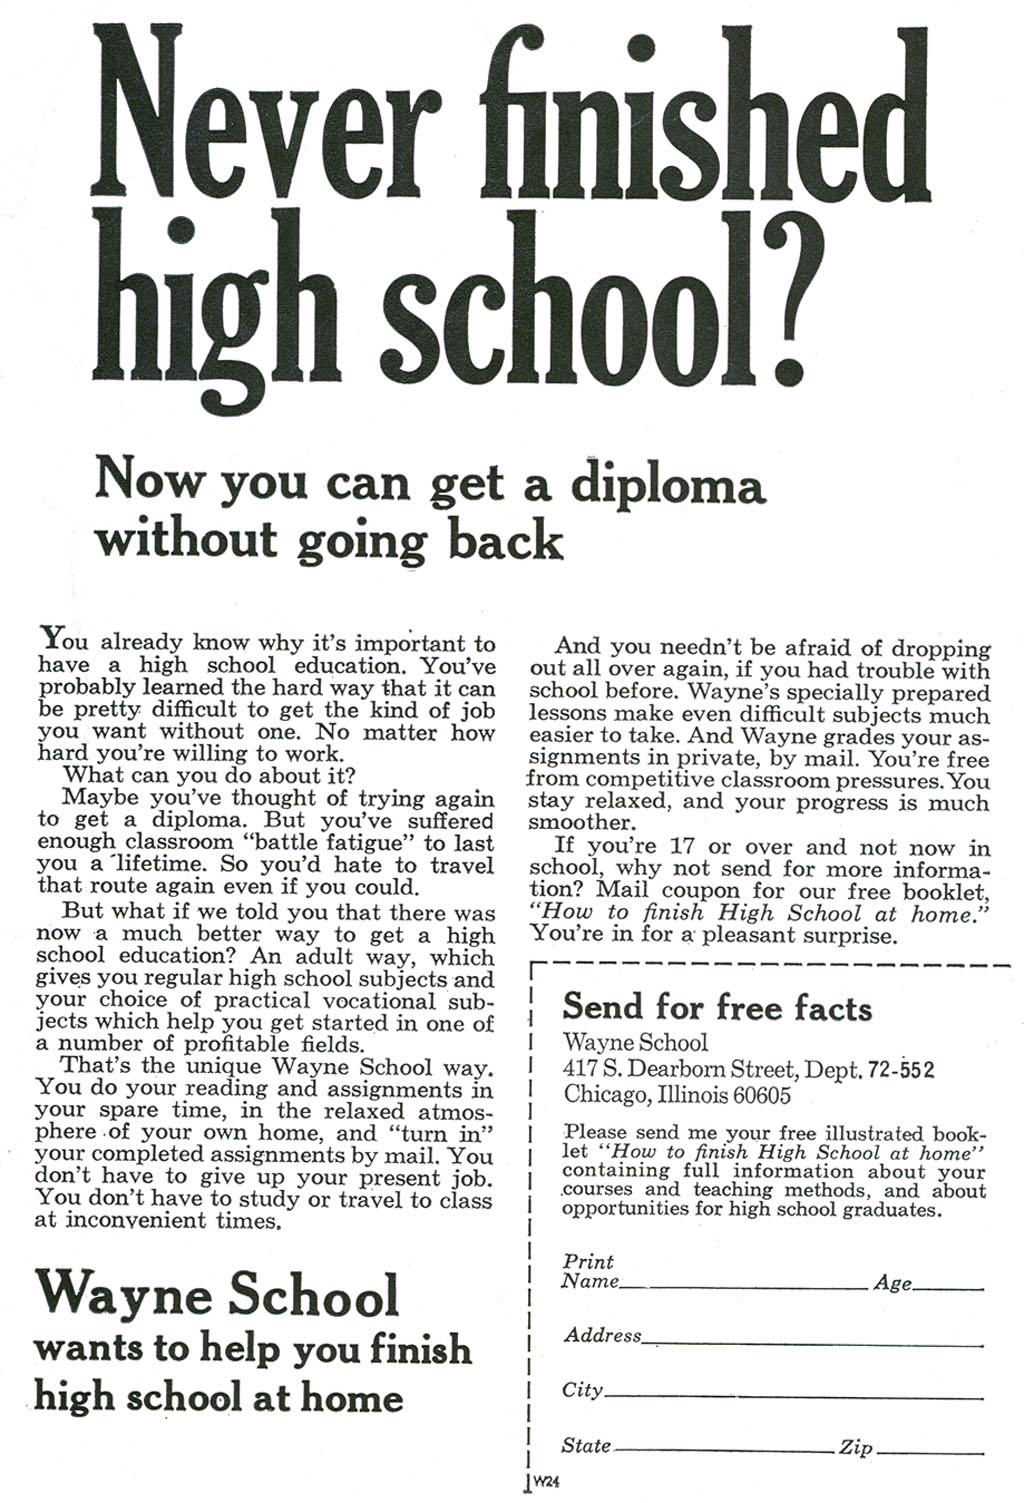 Never finished
high school?
Now you can get a diploma
without going back
You already know why it's important to
have a high school education. You've
probably learned the hard way that it can
be pretty difficult to get the kind of job
you want without one. No matter how
hard you're willing to work.
What can you do about it?
Maybe you've thought of trying again
to get a diploma. But you've suffered
enough classroom "battle fatigue" to last
you a lifetime. So you'd hate to travel
that route again even if you could.
But what if we told you that there was
now a much better way to get a high
school education? An adult way, which
gives you regular high school subjects and
your choice of practical vocational sub-
jects which help you get started in one of
a number of profitable fields.
That's the unique Wayne School way.
You do your reading and assignments in
your spare time, in the relaxed atmos-
phere of your own home, and "turn in"
your completed assignments by mail. You
don't have to give up your present job.
You don't have to study or travel to class
at inconvenient times.
Wayne School
wants to help you finish
high school at home
And you needn't be afraid of dropping
out all over again, if you had trouble with
school before. Wayne's specially prepared
lessons make even difficult subjects much
easier to take. And Wayne grades your as-
signments in private, by mail. You're free
from competitive classroom pressures. You
stay relaxed, and your progress is much
smoother.
If you're 17 or over and not now in
school, why not send for more informa-
tion? Mail coupon for our free booklet,
"How to finish High School at home."
You're in for a pleasant surprise.
Send for free facts
Wayne School
417 S. Dearborn Street, Dept. 72-552
Chicago, Illinois 60605
Please send me your free illustrated book-
let "How to finish High School at home"
containing full information about your
courses and teaching methods, and about
opportunities for high school graduates.
Print
Name Age
Address
City
State Zip
W24